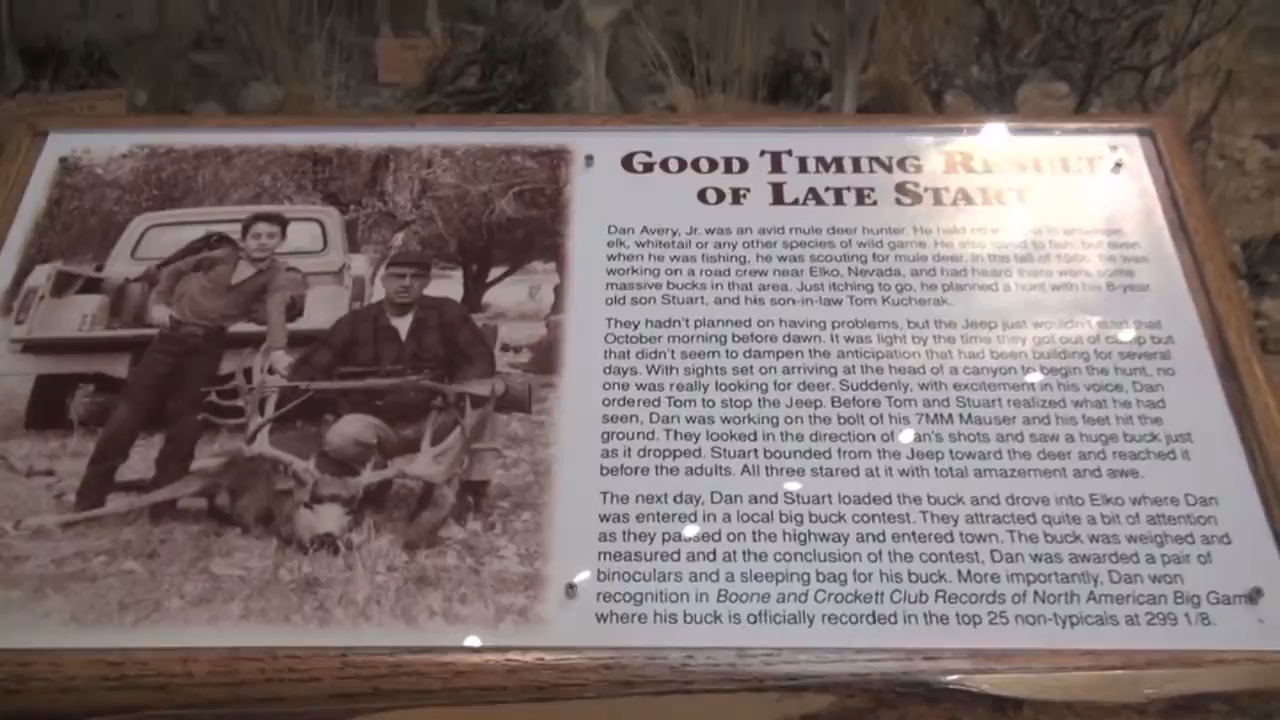 GOOD TIMING RESULT
OF LATE START
Dan Avery, Jr. was an avid mule deer hunter. He held no
elk, whitetail or any other species of wild game. He also loved to fish, but even
when he was fishing, he was scouting for mule deer. In the fall of he was
working on a road crew near Elko, Nevada, and had heard there were some
massive bucks in that area. Just itching to go, he planned a hunt with his 8-year
old son Stuart, and his son-in-law Tom Kucherak.
They hadn't planned on having problems, but the Jeep just wouldn't start that
October morning before dawn. It was light by the time they got out of camp but
that didn't seem to dampen the anticipation that had been building for several
days. With sights set on arriving at the head of a canyon to begin the hunt, no
one was really looking for deer. Suddenly, with excitement in his voice, Dan
ordered Tom to stop the Jeep. Before Tom and Stuart realized what he had
seen, Dan was working on the bolt of his 7MM Mauser and his feet hit the
ground. They looked in the direction of Dan's shots and saw a huge buck just
as it dropped. Stuart bounded from the Jeep toward the deer and reached it
before the adults. All three stared at it with total amazement and awe.
The next day, Dan and Stuart loaded the buck and drove into Elko where Dan
was entered in a local big buck contest. They attracted quite a bit of attention
as they passed on the highway and entered town. The buck was weighed and
measured and at the conclusion of the contest, Dan was awarded a pair of
binoculars and a sleeping bag for his buck. More importantly, Dan won
recognition in Boone and Crockett Club Records of North American Big Game
where his buck is officially recorded in the top 25 non-typicals at 299 1/8.